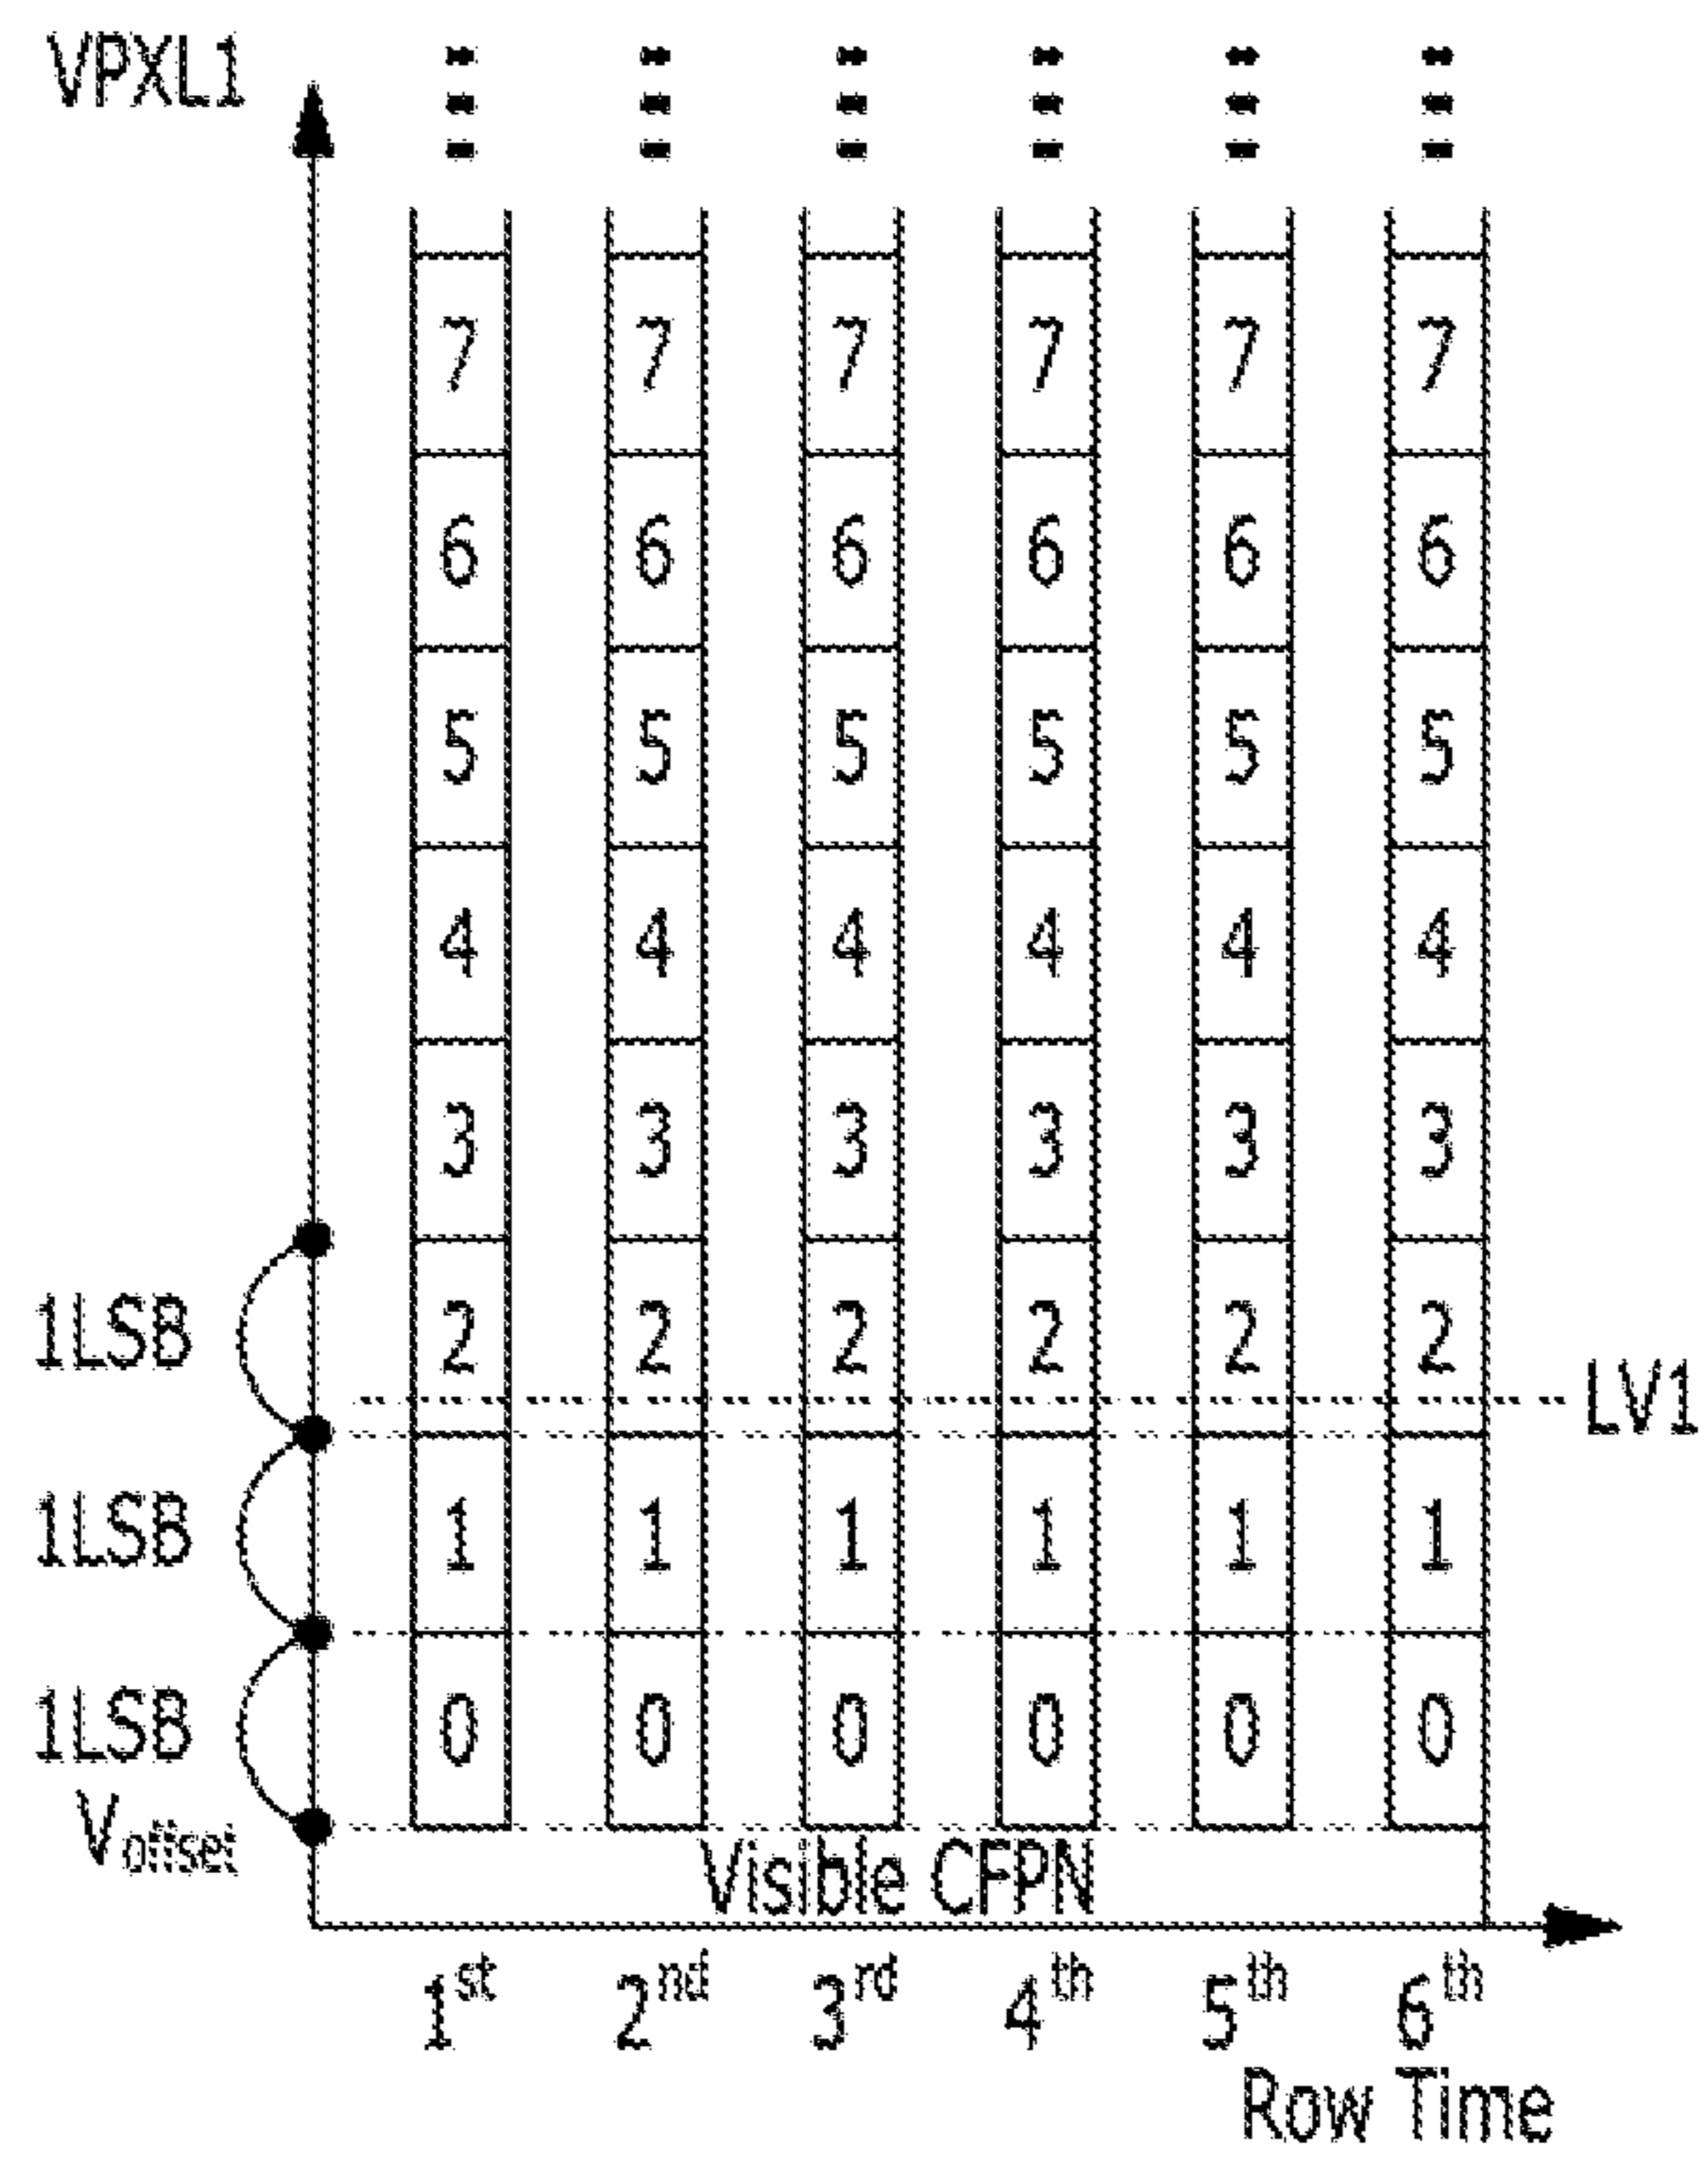 VPXL1
7 7 7 7 7 7
6 6 6 6 6 6
5 5 5 5 5 5
4 4 4 4 4 4
3 3 3 3 3 3
1LSB 2 2 2 2 2 2
LV1
1LSB 1 1 1 1 1 1
1LSB 0 0 0 0 0 0
Voffset
Visible CFPN
1st 2nd 3rd 4th 5th 6th
Row Time